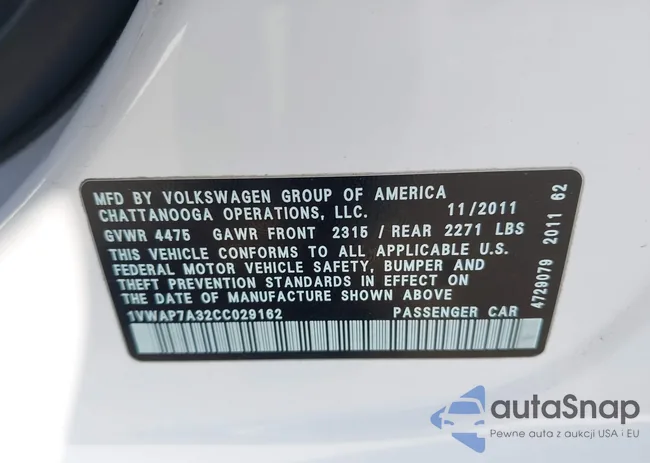 MFD BY VOLKSWAGEN GROUP OF AMERICA
CHATTANOOGA OPERATIONS, LLC. 11/2011
GVWR 4475 GAWR FRONT 2315 / REAR 2271 LBS
THIS VEHICLE CONFORMS TO ALL APPLICABLE U.S.
FEDERAL MOTOR VEHICLE SAFETY, BUMPER AND
THEFT PREVENTION STANDARDS IN EFFECT ON
THE DATE OF MANUFACTURE SHOWN ABOVE
1VWAP7A32CC029162 PASSENGER CAR
4729079 2011 62
autaSnap
Pewne auta z aukcji USA i EU